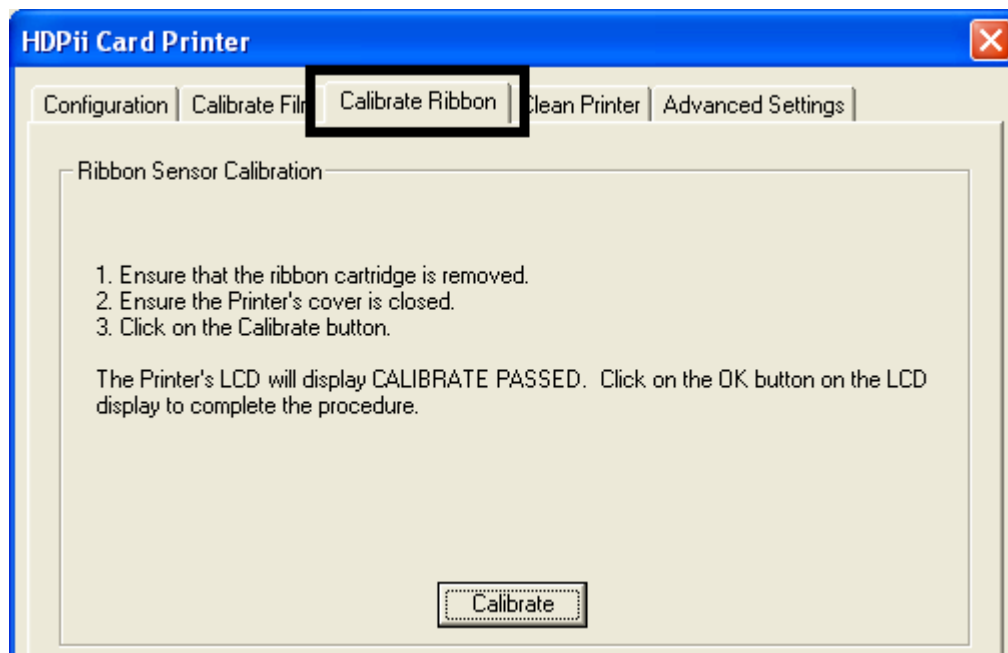 HDPii Card Printer
Configuration Calibrate Fil Calibrate Ribbon lean Printer Advanced Settings
Ribbon Sensor Calibration
1. Ensure that the ribbon cartridge is removed.
2. Ensure the Printer's cover is closed.
3. Click on the Calibrate button.
The Printer's LCD will display CALIBRATE PASSED. Click on the OK button on the LCD
display to complete the procedure.
Calibrate